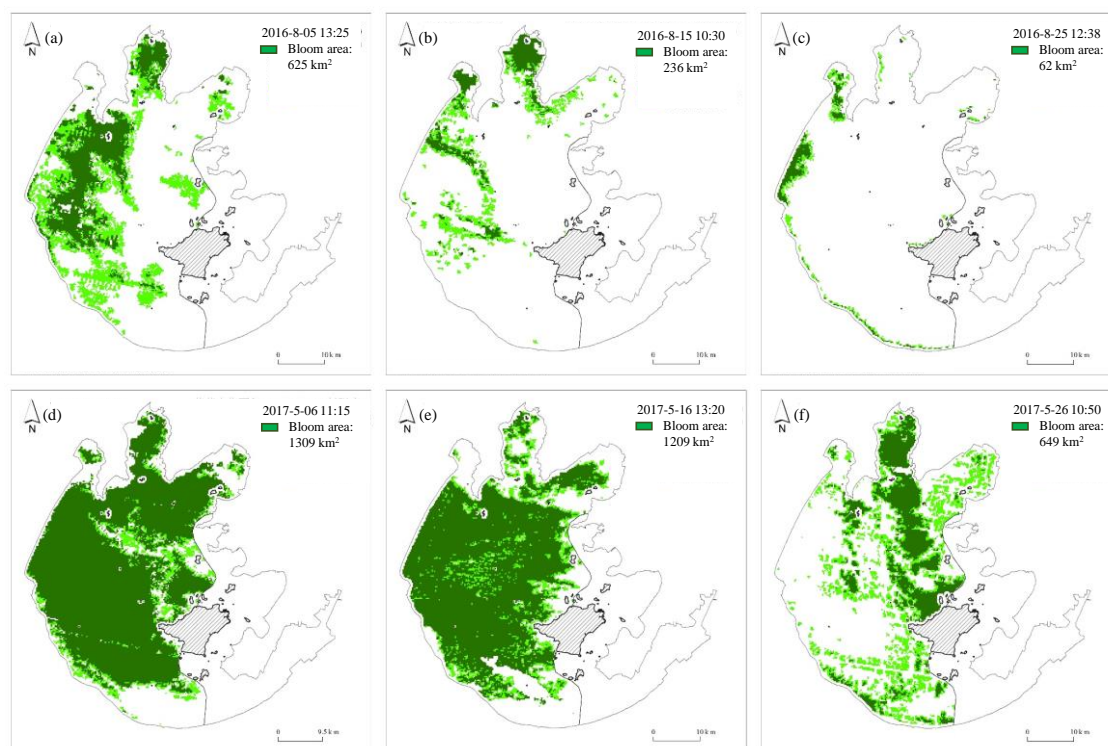 (a)
N
2016-8-05 13:25
Bloom area:
625 km²
0 10 km
(b)
N
2016-8-15 10:30
Bloom area:
236 km²
0 10 km
(c)
N
2016-8-25 12:38
Bloom area:
62 km²
0 10 km
(d)
N
2017-5-06 11:15
Bloom area:
1309 km²
0 9.5 km
(e)
N
2017-5-16 13:20
Bloom area:
1209 km²
0 10 km
(f)
N
2017-5-26 10:50
Bloom area:
649 km²
0 10 km